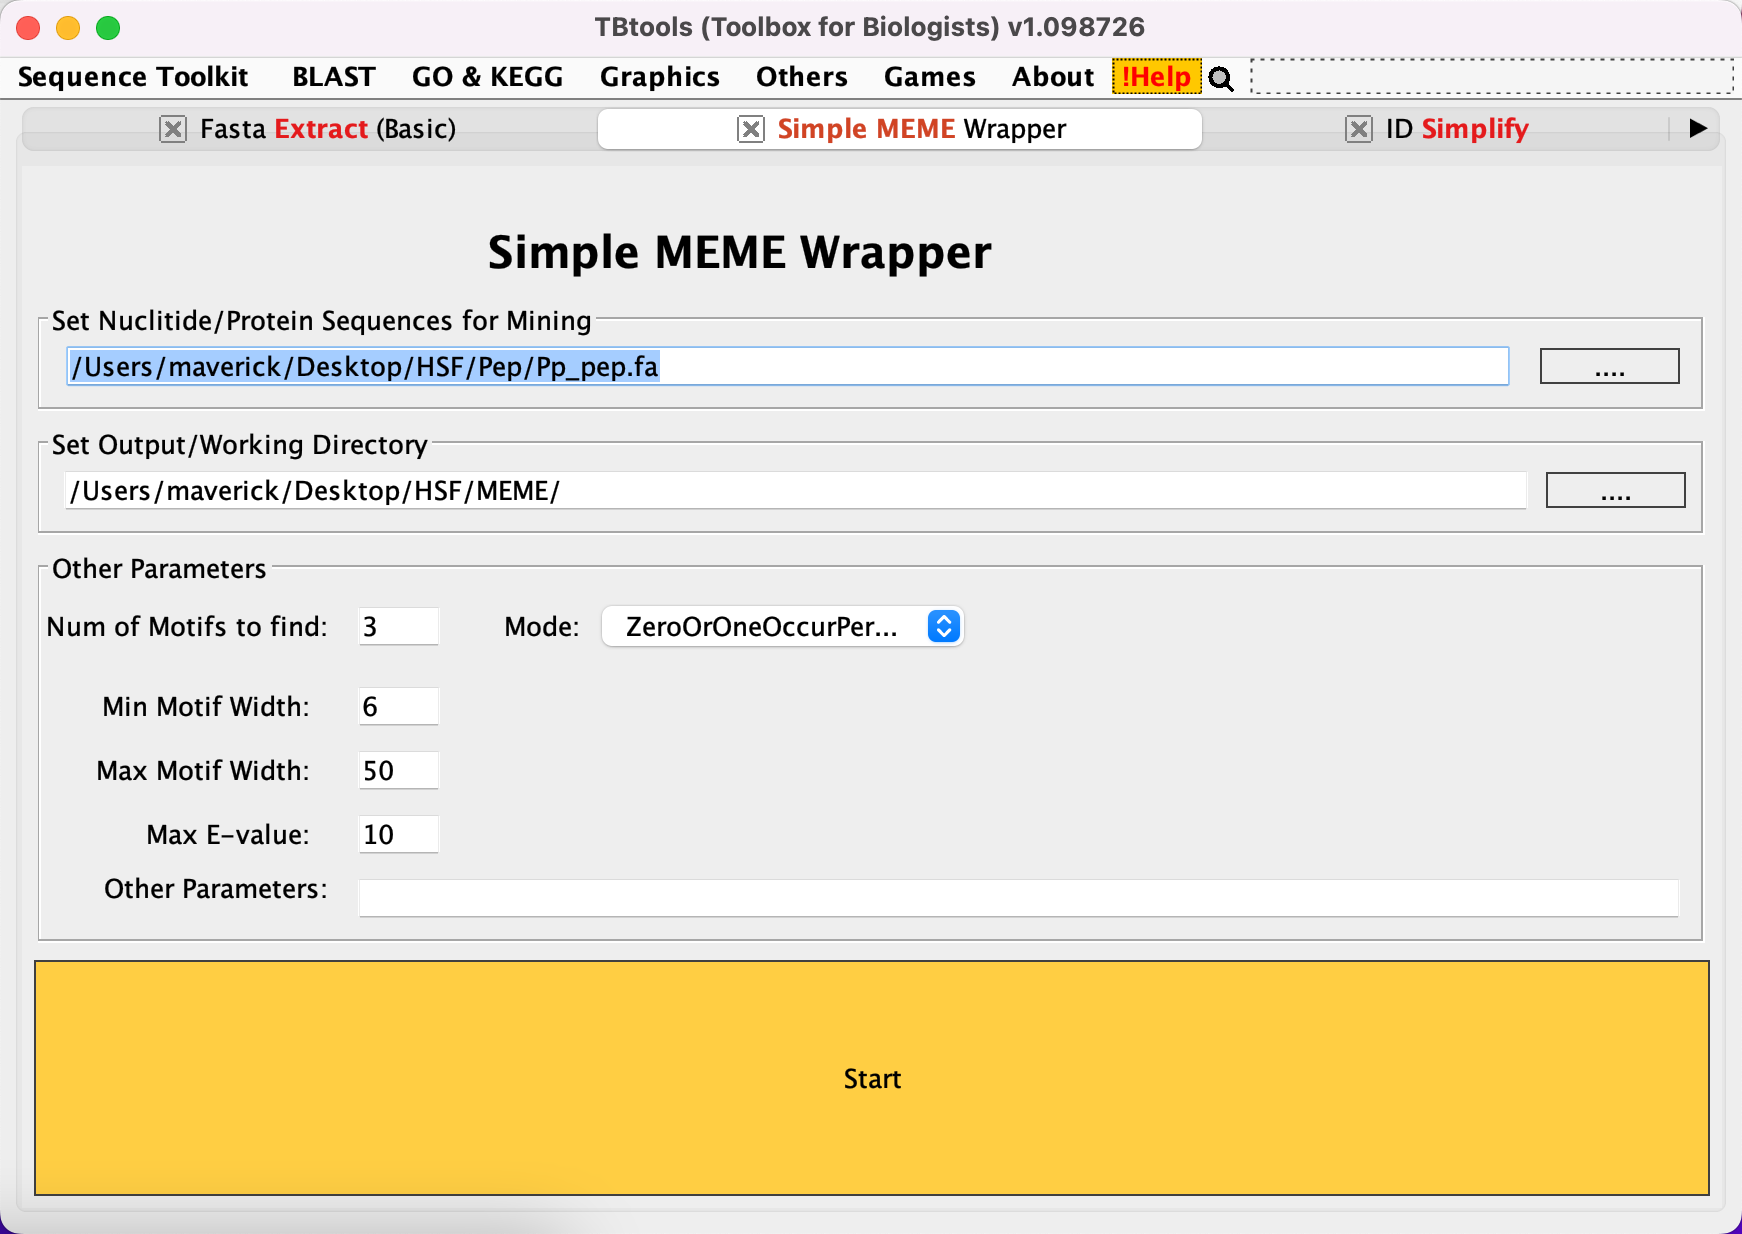 TBtools (Toolbox for Biologists) v1.098726
Sequence Toolkit BLAST GO & KEGG Graphics Others Games About !Help
Fasta Extract (Basic) Simple MEME Wrapper ID Simplify
Simple MEME Wrapper
Set Nuclitide/Protein Sequences for Mining
/Users/maverick/Desktop/HSF/Pep/Pp_pep.fa ....
Set Output/Working Directory
/Users/maverick/Desktop/HSF/MEME/ ....
Other Parameters
Num of Motifs to find: 3 Mode: ZeroOrOneOccurPer...
Min Motif Width: 6
Max Motif Width: 50
Max E-value: 10
Other Parameters:
Start